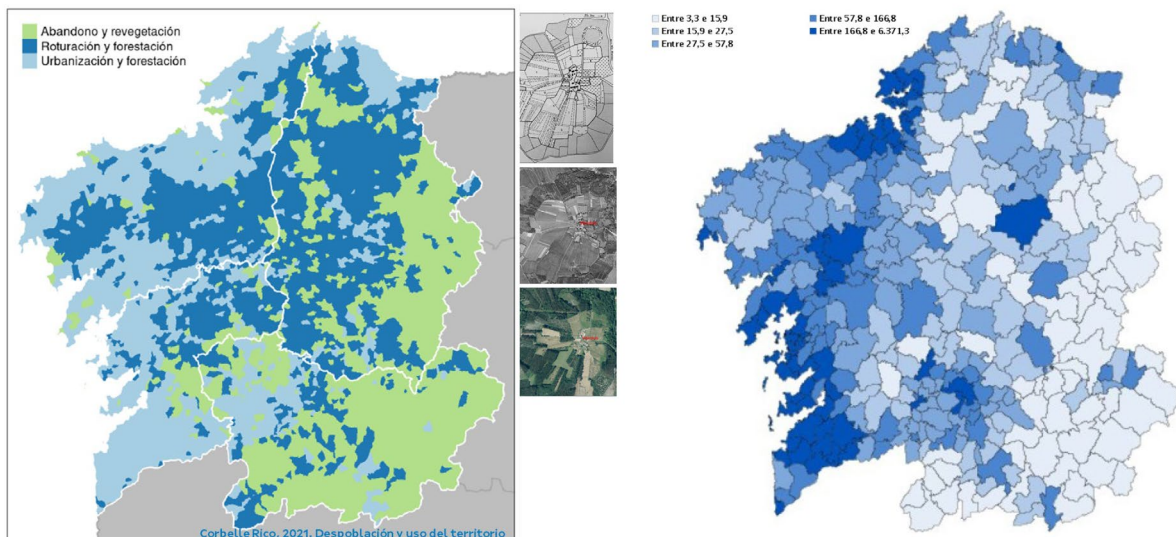 Abandono y revegetación
Roturación y forestación
Urbanización y forestación
Corbelle Rico, 2021. Despoblación y uso del territorio
Entre 3,3 e 15,9
Entre 15,9 e 27,5
Entre 27,5 e 57,8
Entre 57,8 e 166,8
Entre 166,8 e 6.371,3